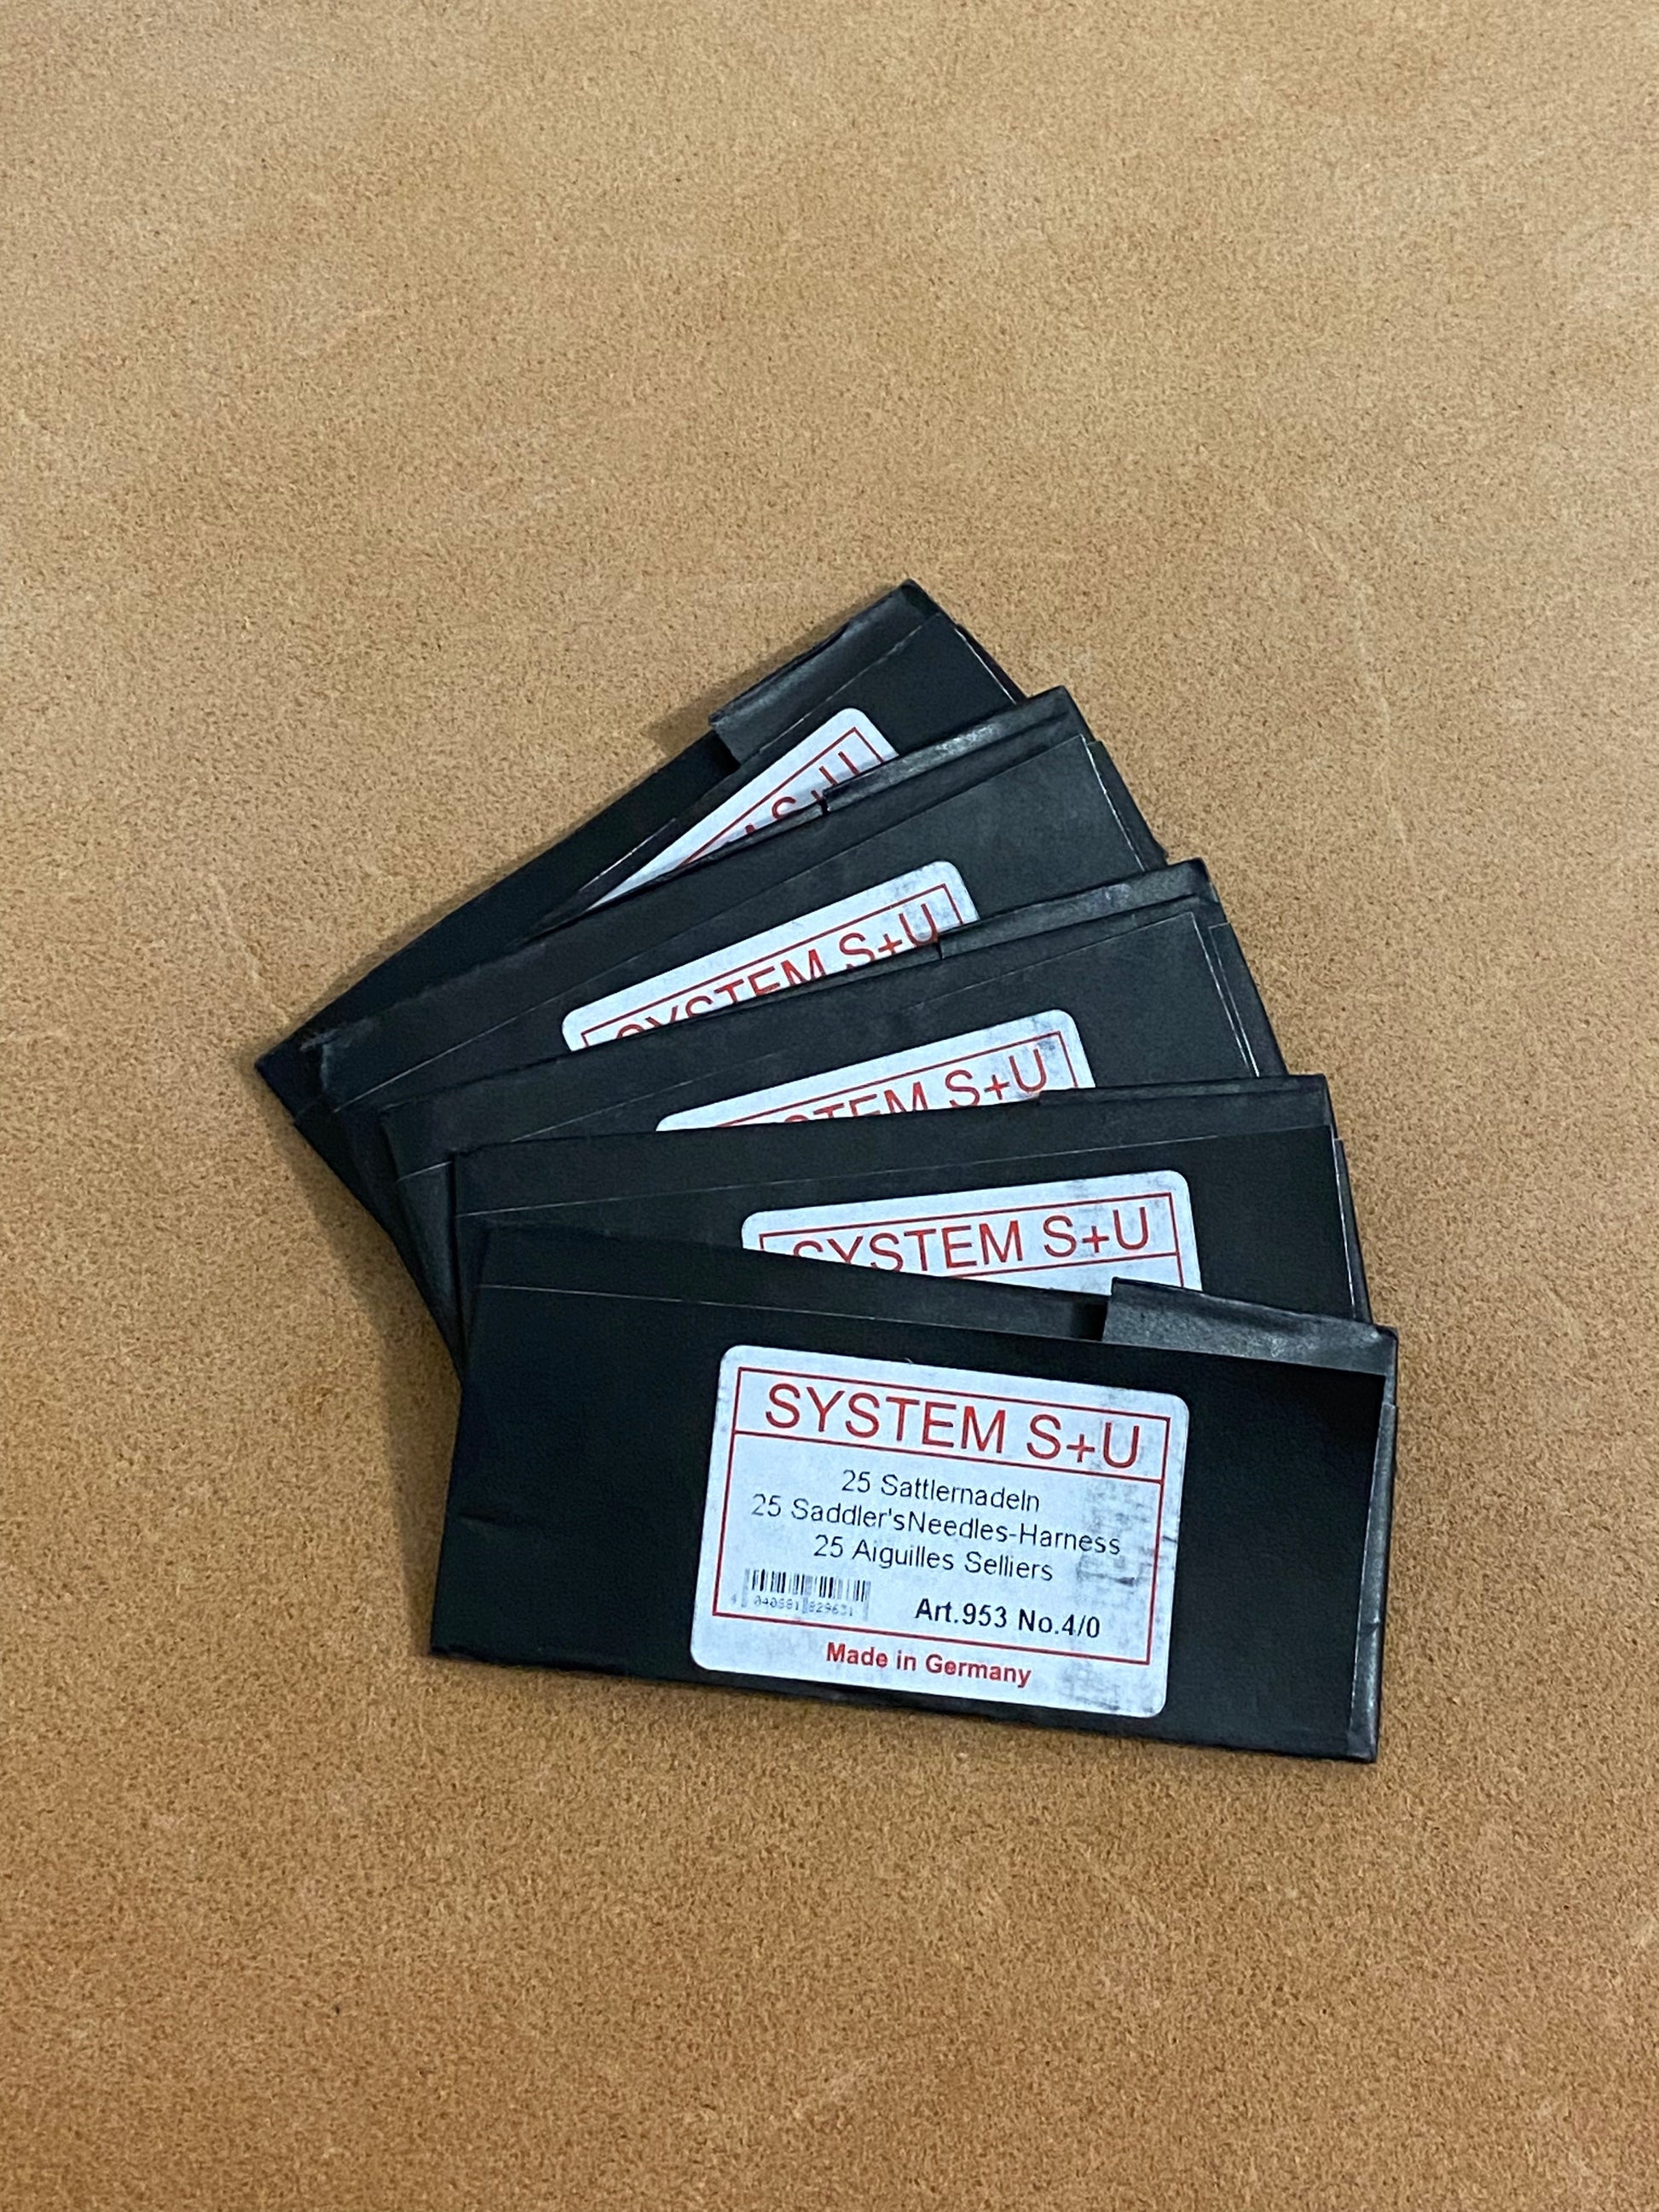 S+U
SYSTEM S+U
SYSTEM S+U
SYSTEM S+U
SYSTEM S+U
25 Sattlernadeln
25 Saddler'sNeedles-Harness
25 Aiguilles Selliers
Art.953 No.4/0
Made in Germany